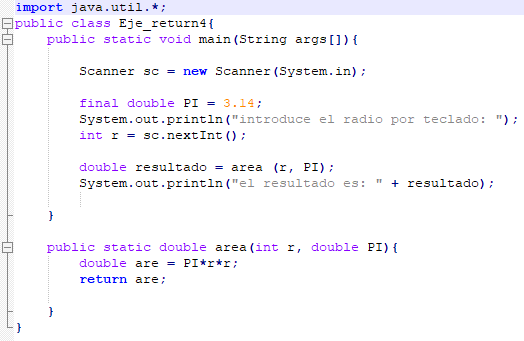 import java.util.*;
public class Eje_return4{
public static void main(String args[]){
Scanner sc = new Scanner(System.in);
final double PI = 3.14;
System.out.println("introduce el radio por teclado: ");
int r = sc.nextInt();
double resultado = area (r, PI);
System.out.println("el resultado es: " + resultado);
}
public static double area(int r, double PI){
double are = PI*r*r;
return are;
}
}